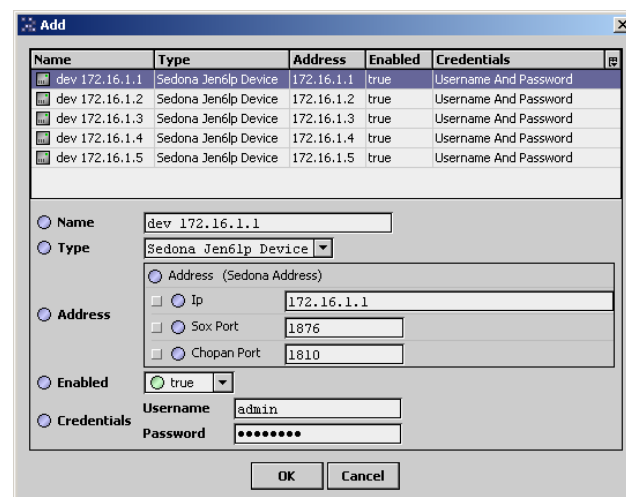 Add
Name Type Address Enabled Credentials
dev 172.16.1.1 Sedona Jen6lp Device 172.16.1.1 true Username And Password
dev 172.16.1.2 Sedona Jen6lp Device 172.16.1.2 true Username And Password
dev 172.16.1.3 Sedona Jen6lp Device 172.16.1.3 true Username And Password
dev 172.16.1.4 Sedona Jen6lp Device 172.16.1.4 true Username And Password
dev 172.16.1.5 Sedona Jen6lp Device 172.16.1.5 true Username And Password
Name dev 172.16.1.1
Type Sedona Jen6lp Device
Address (Sedona Address)
Address
Ip 172.16.1.1
Sox Port 1876
Chopan Port 1810
Enabled true
Credentials
Username admin
Password ••••••••
OK Cancel